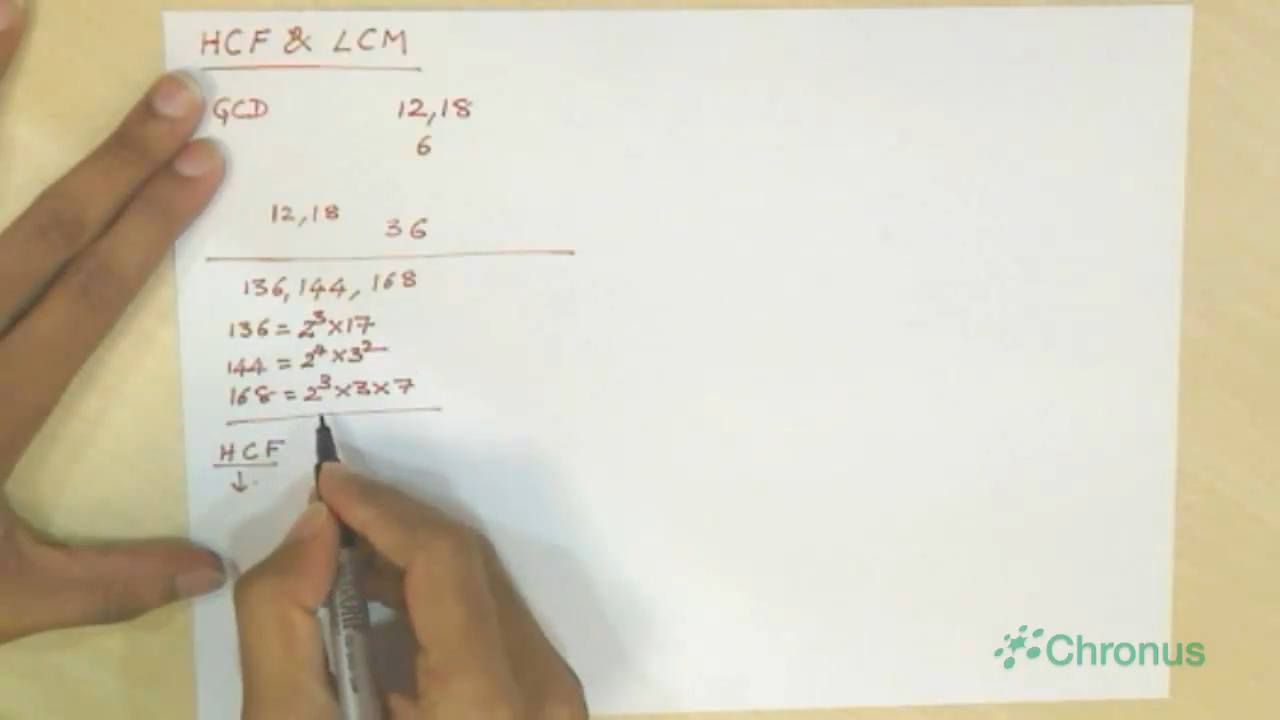 HCF & LCM
GCD 12,18
6
12,18 36
136, 144, 168
136 = 2³×17
144 = 2⁴×3²
168 = 2³×3×7
HCF
↓
Chronus